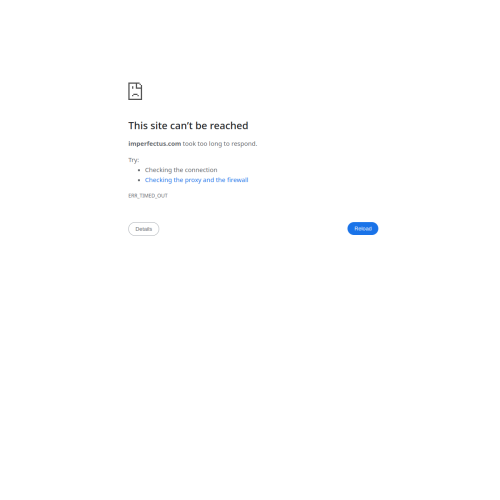 This site can't be reached
imperfectus.com took too long to respond.
Try:
Checking the connection
Checking the proxy and the firewall
ERR_TIMED_OUT
Details
Reload